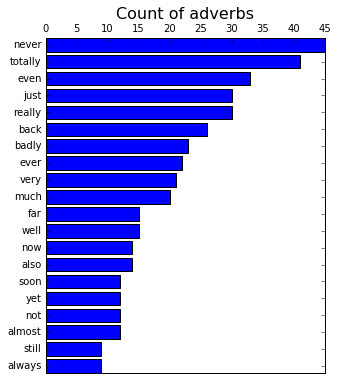 Count of adverbs
0 5 10 15 20 25 30 35 40 45
never
totally
even
just
really
back
badly
ever
very
much
far
well
now
also
soon
yet
not
almost
still
always